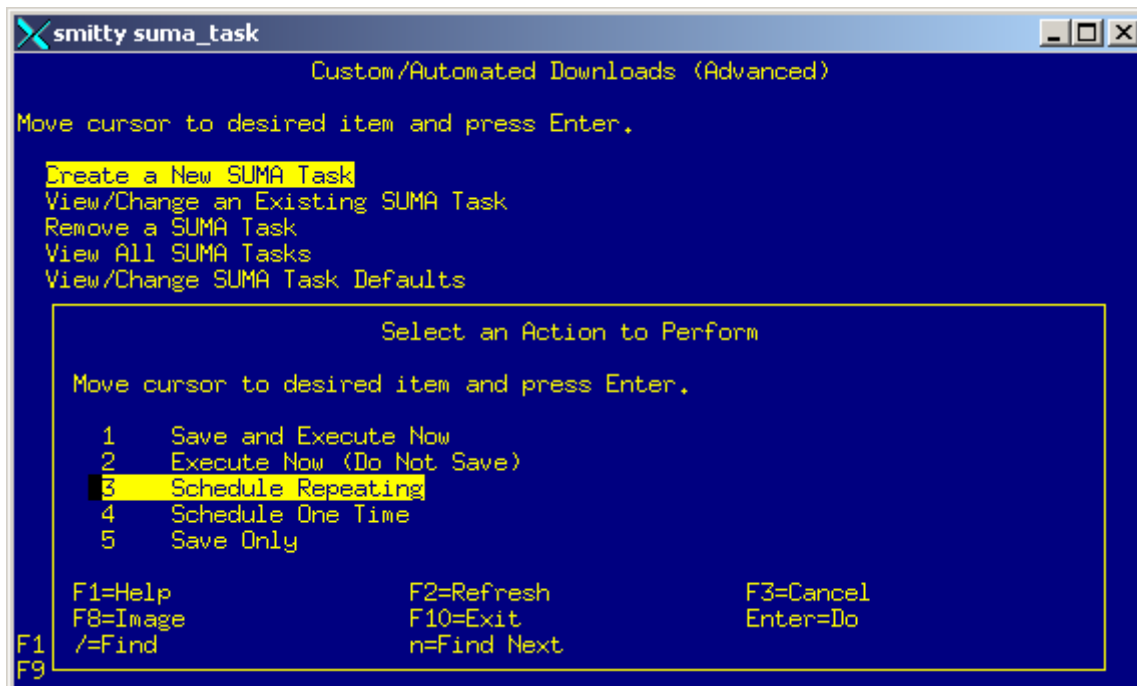 smitty suma_task
Custom/Automated Downloads (Advanced)
Move cursor to desired item and press Enter.
Create a New SUMA Task
View/Change an Existing SUMA Task
Remove a SUMA Task
View All SUMA Tasks
View/Change SUMA Task Defaults
Select an Action to Perform
Move cursor to desired item and press Enter.
1 Save and Execute Now
2 Execute Now (Do Not Save)
3 Schedule Repeating
4 Schedule One Time
5 Save Only
F1=Help F2=Refresh F3=Cancel
F8=Image F10=Exit Enter=Do
F1 /=Find n=Find Next
F9